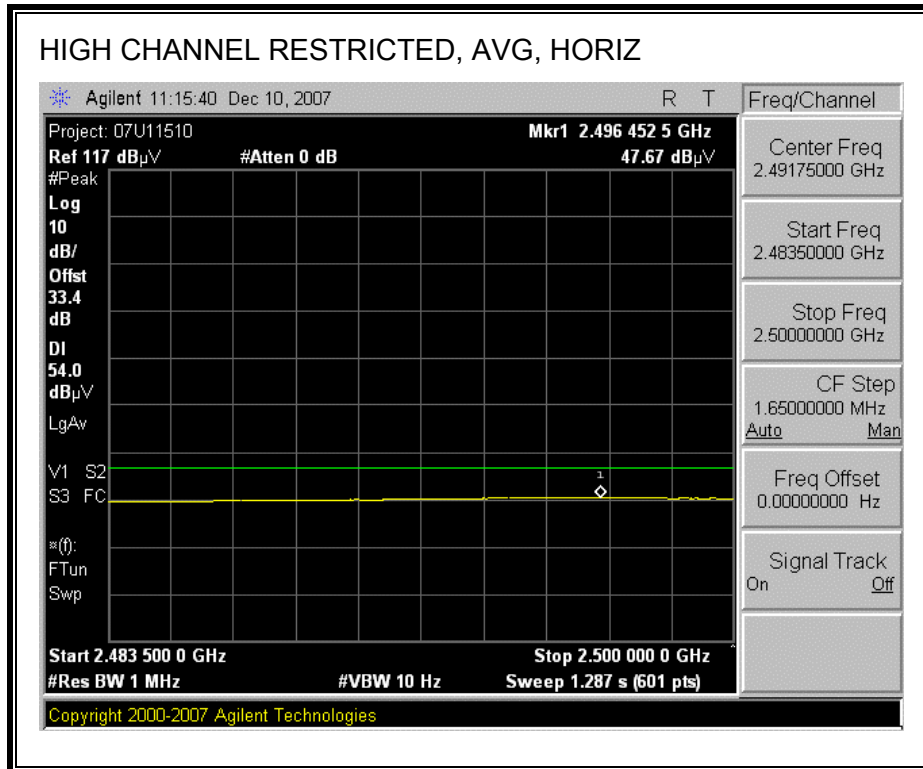 HIGH CHANNEL RESTRICTED, AVG, HORIZ
Agilent 11:15:40 Dec 10, 2007 R T
Project: 07U11510 Mkr1 2.496 452 5 GHz
Ref 117 dBµV #Atten 0 dB 47.67 dBµV
#Peak
Log
10
dB/
Offst
33.4
dB
DI
54.0
dBµV
LgAv
V1 S2
S3 FC
¤(f):
FTun
Swp
1
Start 2.483 500 0 GHz Stop 2.500 000 0 GHz
#Res BW 1 MHz #VBW 10 Hz Sweep 1.287 s (601 pts)
Copyright 2000-2007 Agilent Technologies
Freq/Channel
Center Freq
2.49175000 GHz
Start Freq
2.48350000 GHz
Stop Freq
2.50000000 GHz
CF Step
1.65000000 MHz
Auto Man
Freq Offset
0.00000000 Hz
Signal Track
On Off